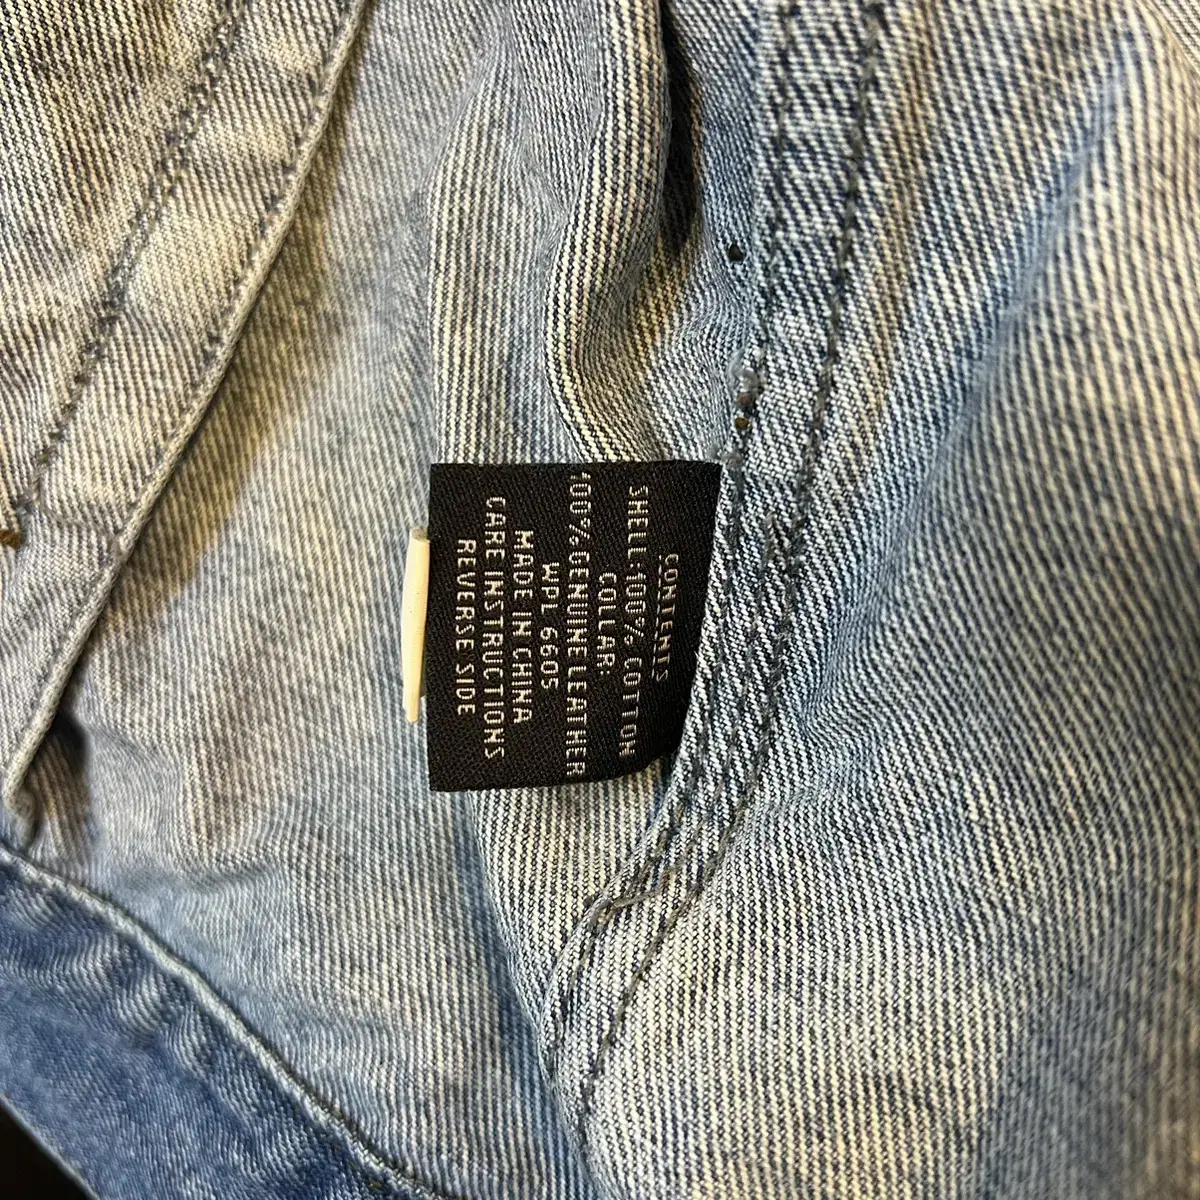 CONTENTS
SHELL:100% COTTON
COLLAR:
100%GENUINE LEATHER
WPL 6605
MADE IN CHINA
CARE INSTRUCTIONS
REVERSE SIDE